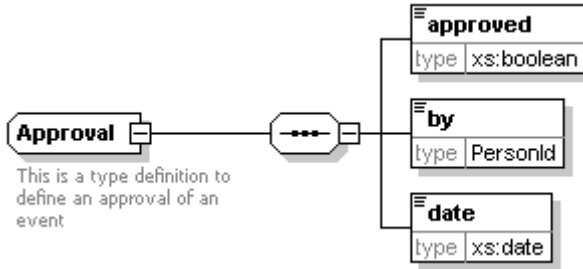 approved
type xs:boolean
Approval
by
type PersonId
This is a type definition to
define an approval of an
event
date
type xs:date